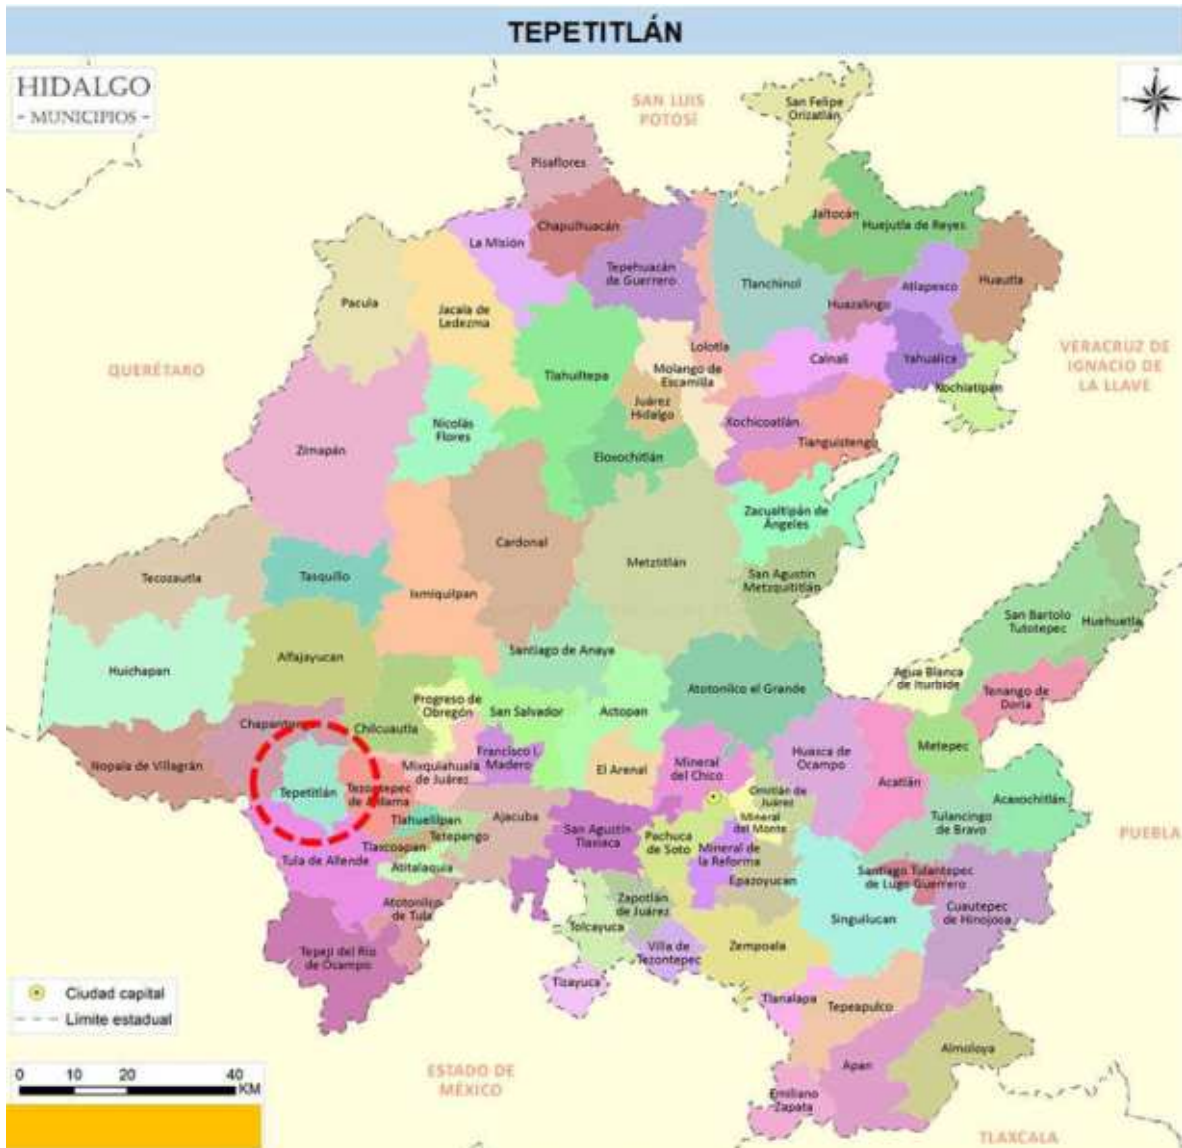 TEPETITLÁN
HIDALGO
- MUNICIPIOS -
SAN LUIS
POTOSÍ
San Felipe
Orizatlán
Pisaflores
Jaltocán
Huejutla de Reyes
Chapulhuacán
La Misión
Tepehuacán
de Guerrero
Tlanchinol
Atlapexco
Huautla
Huazalingo
Pacula
Jacala de
Ledezma
Lolotla
Calnali
Yahualica
VERACRUZ DE
IGNACIO DE
LA LLAVE
QUERÉTARO
Tlahuiltepa
Molango de
Escamilla
Xochiatipan
Juárez
Hidalgo
Nicolás
Flores
Xochicoatlán
Tianguistengo
Zimapán
Eloxochitlán
Zacualtipán de
Ángeles
Cardonal
Metztitlán
Tecozautla
Tasquillo
Ixmiquilpan
San Agustín
Metzquititlán
San Bartolo
Tutotepec
Huehuetla
Huichapan
Alfajayucan
Santiago de Anaya
Agua Blanca
de Iturbide
Atotonilco el Grande
Tenango de
Doria
Progreso de
Obregón
San Salvador
Actopan
Chapanton
Chilcuautla
Metepec
Nopala de Villagrán
Mixquiahuala
de Juárez
Francisco I.
Madero
El Arenal
Mineral
del Chico
Huasca de
Ocampo
Acatlán
Tepetitlán
Tezontepec
de Aldama
Omitlán de
Juárez
Acaxochitlán
Tlahuelilpan
Ajacuba
San Agustín
Tlaxiaca
Pachuca
de Soto
Mineral
del Monte
Tulancingo
de Bravo
PUEBLA
Tetepango
Tlaxcoapan
Tula de Allende
Atitalaquia
Mineral de
la Reforma
Epazoyucan
Santiago Tulantepec
de Lugo Guerrero
Atotonilco
de Tula
Zapotlán
de Juárez
Singuilucan
Cuautepec
de Hinojosa
Tolcayuca
Tepeji del Río
de Ocampo
Villa de
Tezontepec
Zempoala
Tizayuca
Tlanalapa
Tepeapulco
Ciudad capital
Límite estadual
Almoloya
Apan
0 10 20 40
KM
ESTADO DE
MÉXICO
Emiliano
Zapata
TLAXCALA